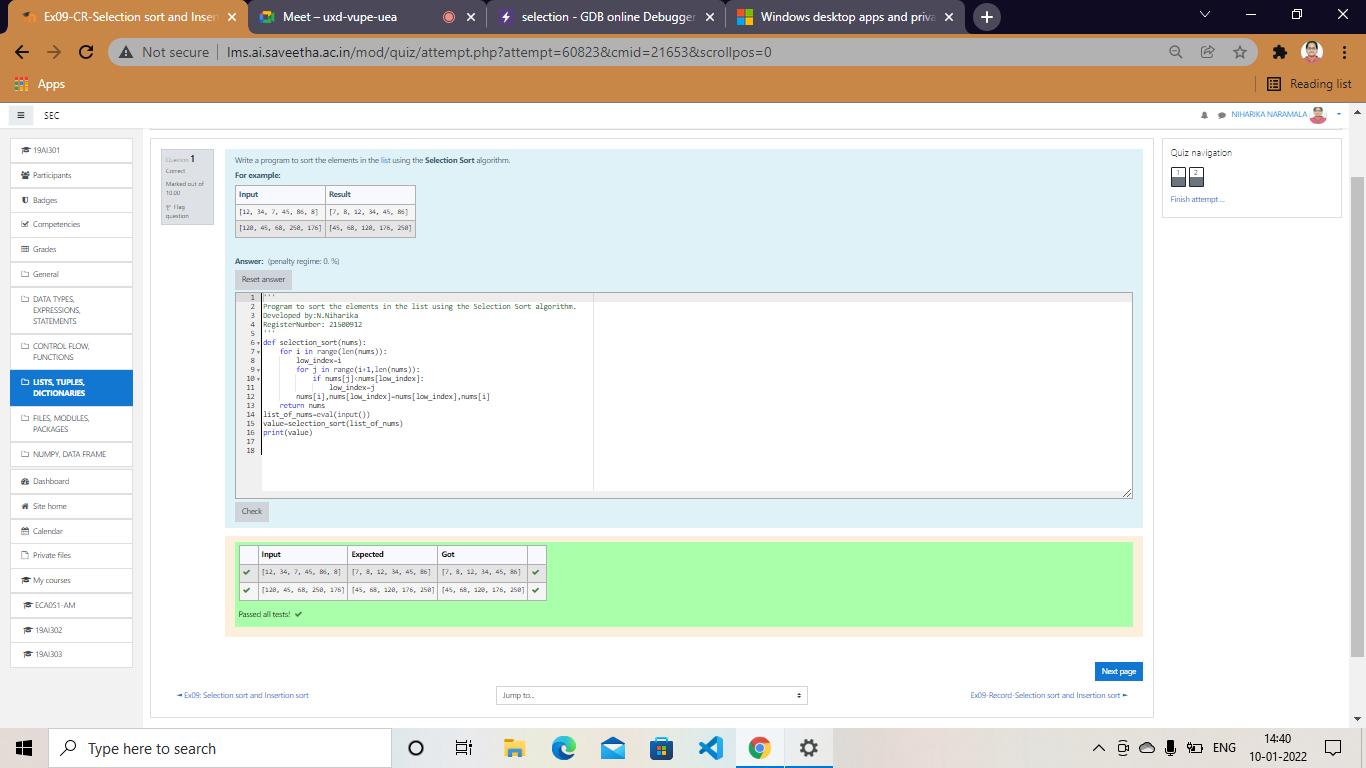 Ex09-CR-Selection sort and Inser
Meet – uxd-vupe-uea
selection - GDB online Debugger
Windows desktop apps and priva
Not secure
lms.ai.saveetha.ac.in/mod/quiz/attempt.php?attempt=60823&cmid=21653&scrollpos=0
Apps
Reading list
SEC
NIHARIKA NARAMALA
19AI301
Participants
Badges
Competencies
Grades
General
DATA TYPES,
EXPRESSIONS,
STATEMENTS
CONTROL FLOW,
FUNCTIONS
LISTS, TUPLES,
DICTIONARIES
FILES, MODULES,
PACKAGES
NUMPY, DATA FRAME
Dashboard
Site home
Calendar
Private files
My courses
ECA051-AM
19AI302
19AI303
Question 1
Correct
Marked out of
10.00
Flag
question
Write a program to sort the elements in the list using the Selection Sort algorithm.
For example:
Input Result
[12, 34, 7, 45, 86, 8] [7, 8, 12, 34, 45, 86]
[120, 45, 68, 250, 176] [45, 68, 120, 176, 250]
Answer: (penalty regime: 0. %)
Reset answer
1 '''
2 Program to sort the elements in the list using the Selection Sort algorithm.
3 Developed by:N.Niharika
4 RegisterNumber: 21500912
5 '''
6 def selection_sort(nums):
7 for i in range(len(nums)):
8 low_index=i
9 for j in range(i+1,len(nums)):
10 if nums[j]<nums[low_index]:
11 low_index=j
12 nums[i],nums[low_index]=nums[low_index],nums[i]
13 return nums
14 list_of_nums=eval(input())
15 value=selection_sort(list_of_nums)
16 print(value)
17
18
Check
Input Expected Got
[12, 34, 7, 45, 86, 8] [7, 8, 12, 34, 45, 86] [7, 8, 12, 34, 45, 86]
[120, 45, 68, 250, 176] [45, 68, 120, 176, 250] [45, 68, 120, 176, 250]
Passed all tests!
Next page
◄ Ex09: Selection sort and Insertion sort
Jump to...
Ex09-Record-Selection sort and Insertion sort ►
Quiz navigation
1 2
Finish attempt ...
Type here to search
ENG
14:40
10-01-2022